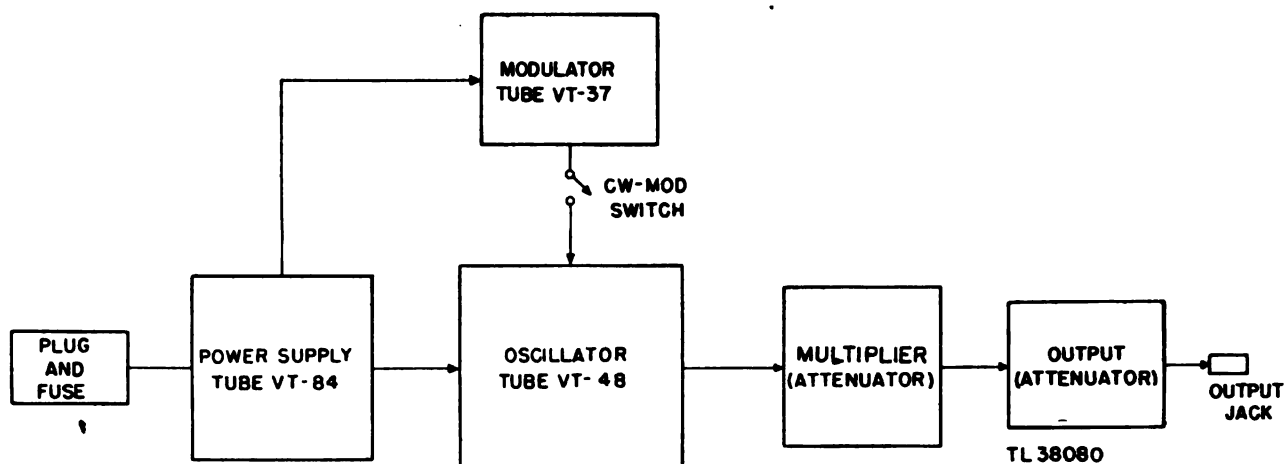 MODULATOR
TUBE VT-37
CW-MOD
SWITCH
PLUG
AND
FUSE
POWER SUPPLY
TUBE VT-84
OSCILLATOR
TUBE VT-48
MULTIPLIER
(ATTENUATOR)
OUTPUT
(ATTENUATOR)
OUTPUT
JACK
TL 38080